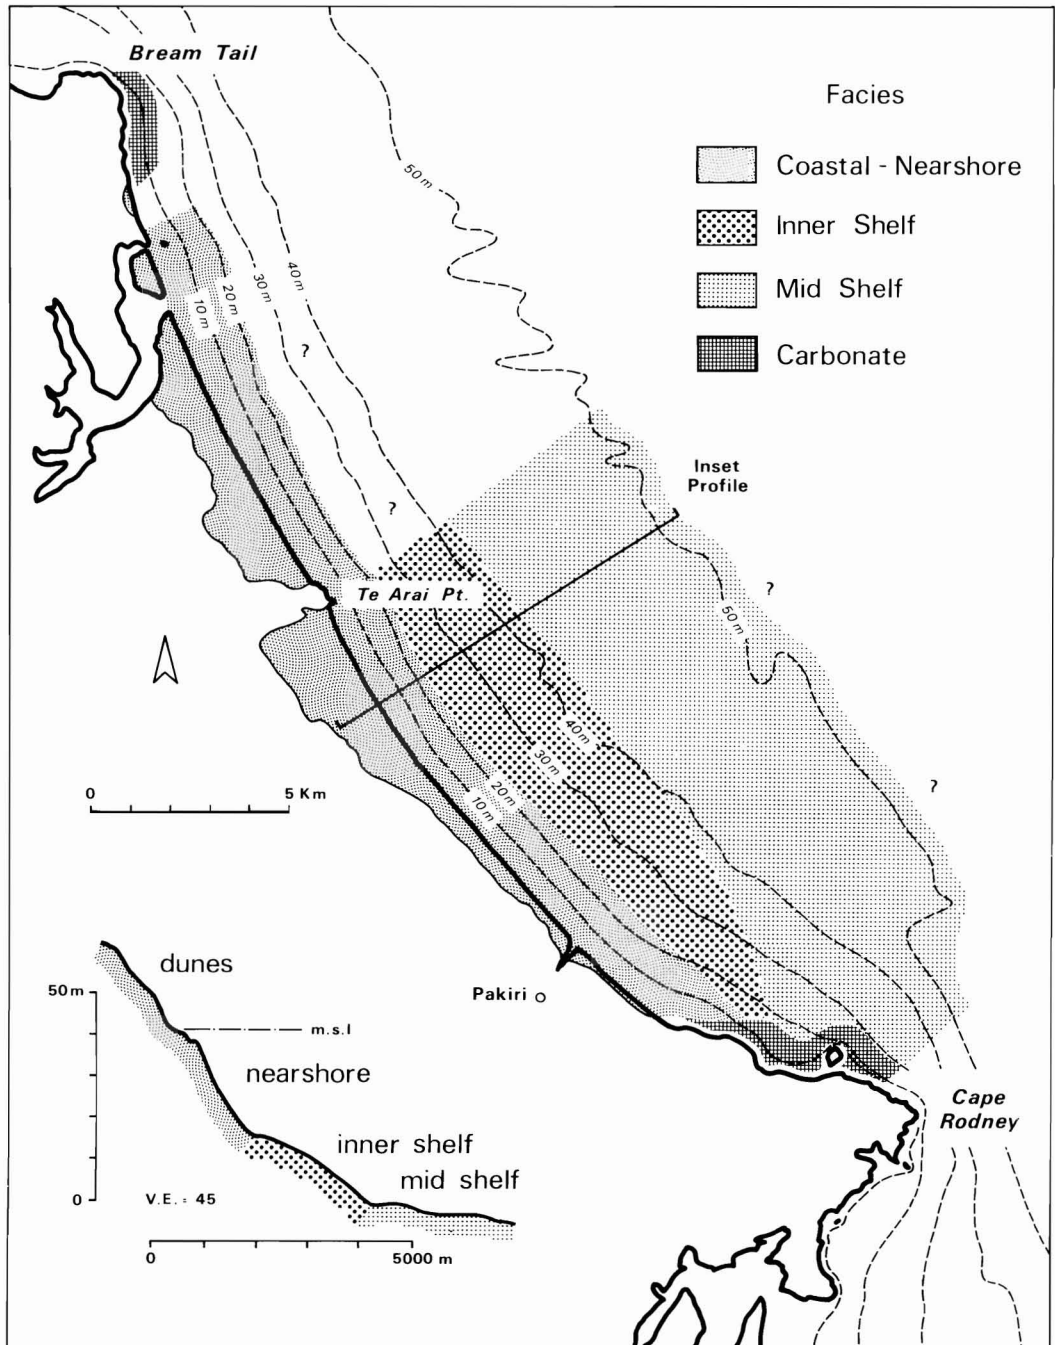 Bream Tail
Facies
Coastal - Nearshore
Inner Shelf
Mid Shelf
Carbonate
50m
40m
30m
20m
10m
?
?
Inset
Profile
?
Te Arai Pt.
50m
40m
30m
20m
10m
?
0 5 Km
Pakiri
Cape
Rodney
dunes
50m
m.s.l
nearshore
inner shelf
mid shelf
0
V.E. = 45
0 5000 m